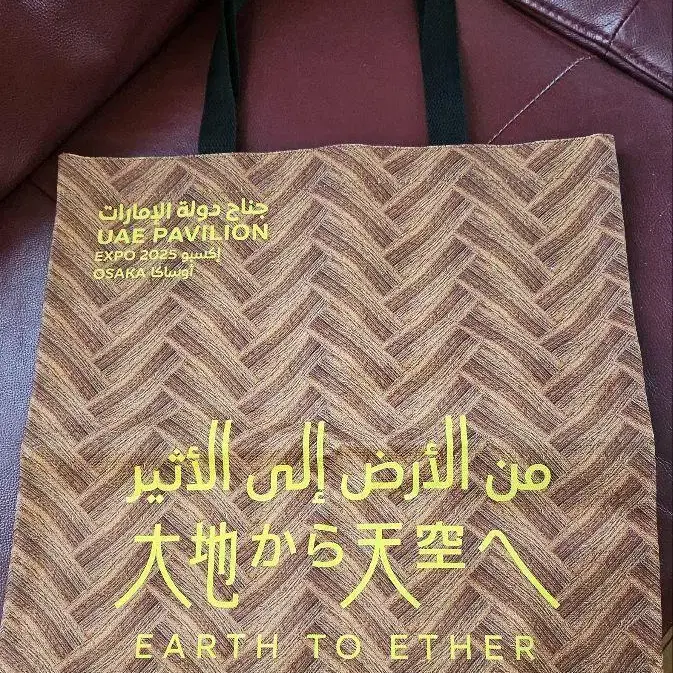 جناح دولة الإمارات
UAE PAVILION
EXPO 2025 إكسبو
OSAKA أوساكا
من الأرض إلى الأثير
大地から天空へ
EARTH TO ETHER